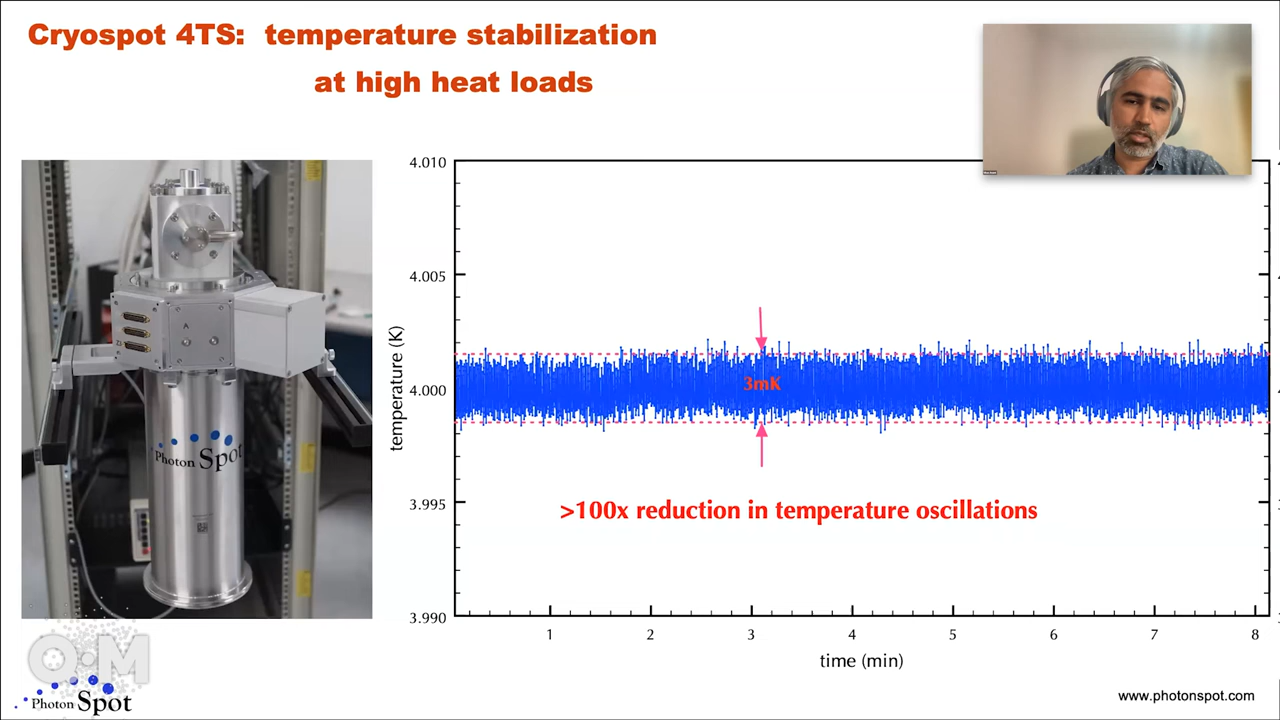 Cryospot 4TS: temperature stabilization
at high heat loads
4.010
4.005
temperature (K)
4.000
3mK
3.995
>100x reduction in temperature oscillations
3.990
1 2 3 4 5 6 7 8
time (min)
Photon Spot
Q.M
Photon Spot
www.photonspot.com